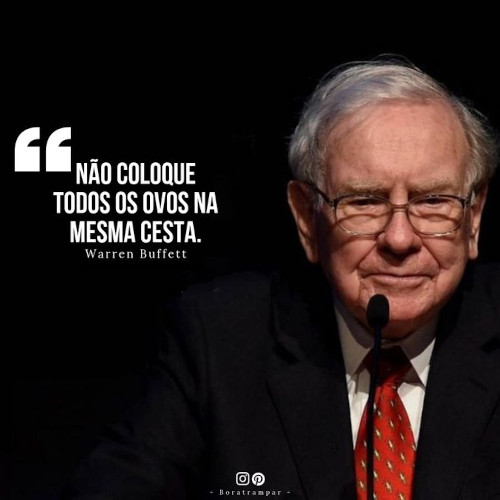 NÃO COLOQUE
TODOS OS OVOS NA
MESMA CESTA.
Warren Buffett
- Boratrampar -